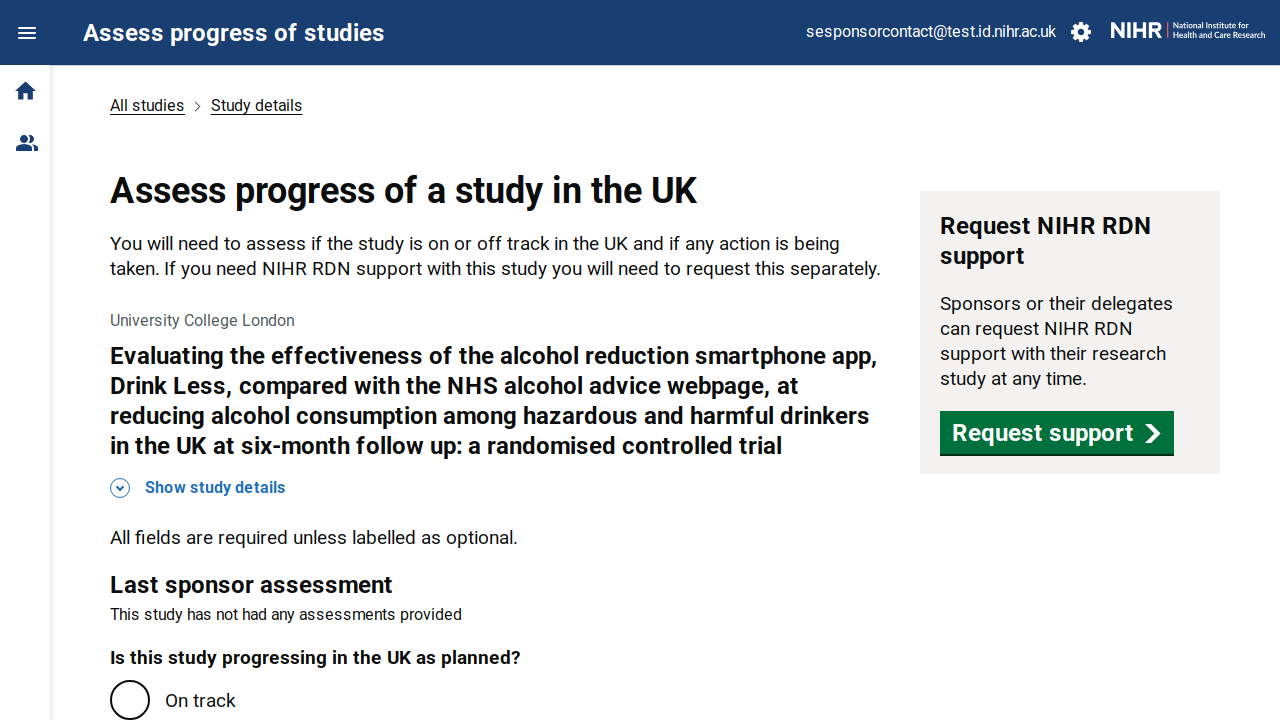 Assess progress of studies
sesponsorcontact@test.id.nihr.ac.uk
NIHR | National Institute for
Health and Care Research
All studies > Study details
Assess progress of a study in the UK
You will need to assess if the study is on or off track in the UK and if any action is being
taken. If you need NIHR RDN support with this study you will need to request this separately.
University College London
Evaluating the effectiveness of the alcohol reduction smartphone app,
Drink Less, compared with the NHS alcohol advice webpage, at
reducing alcohol consumption among hazardous and harmful drinkers
in the UK at six-month follow up: a randomised controlled trial
Show study details
All fields are required unless labelled as optional.
Last sponsor assessment
This study has not had any assessments provided
Is this study progressing in the UK as planned?
On track
Request NIHR RDN
support
Sponsors or their delegates
can request NIHR RDN
support with their research
study at any time.
Request support